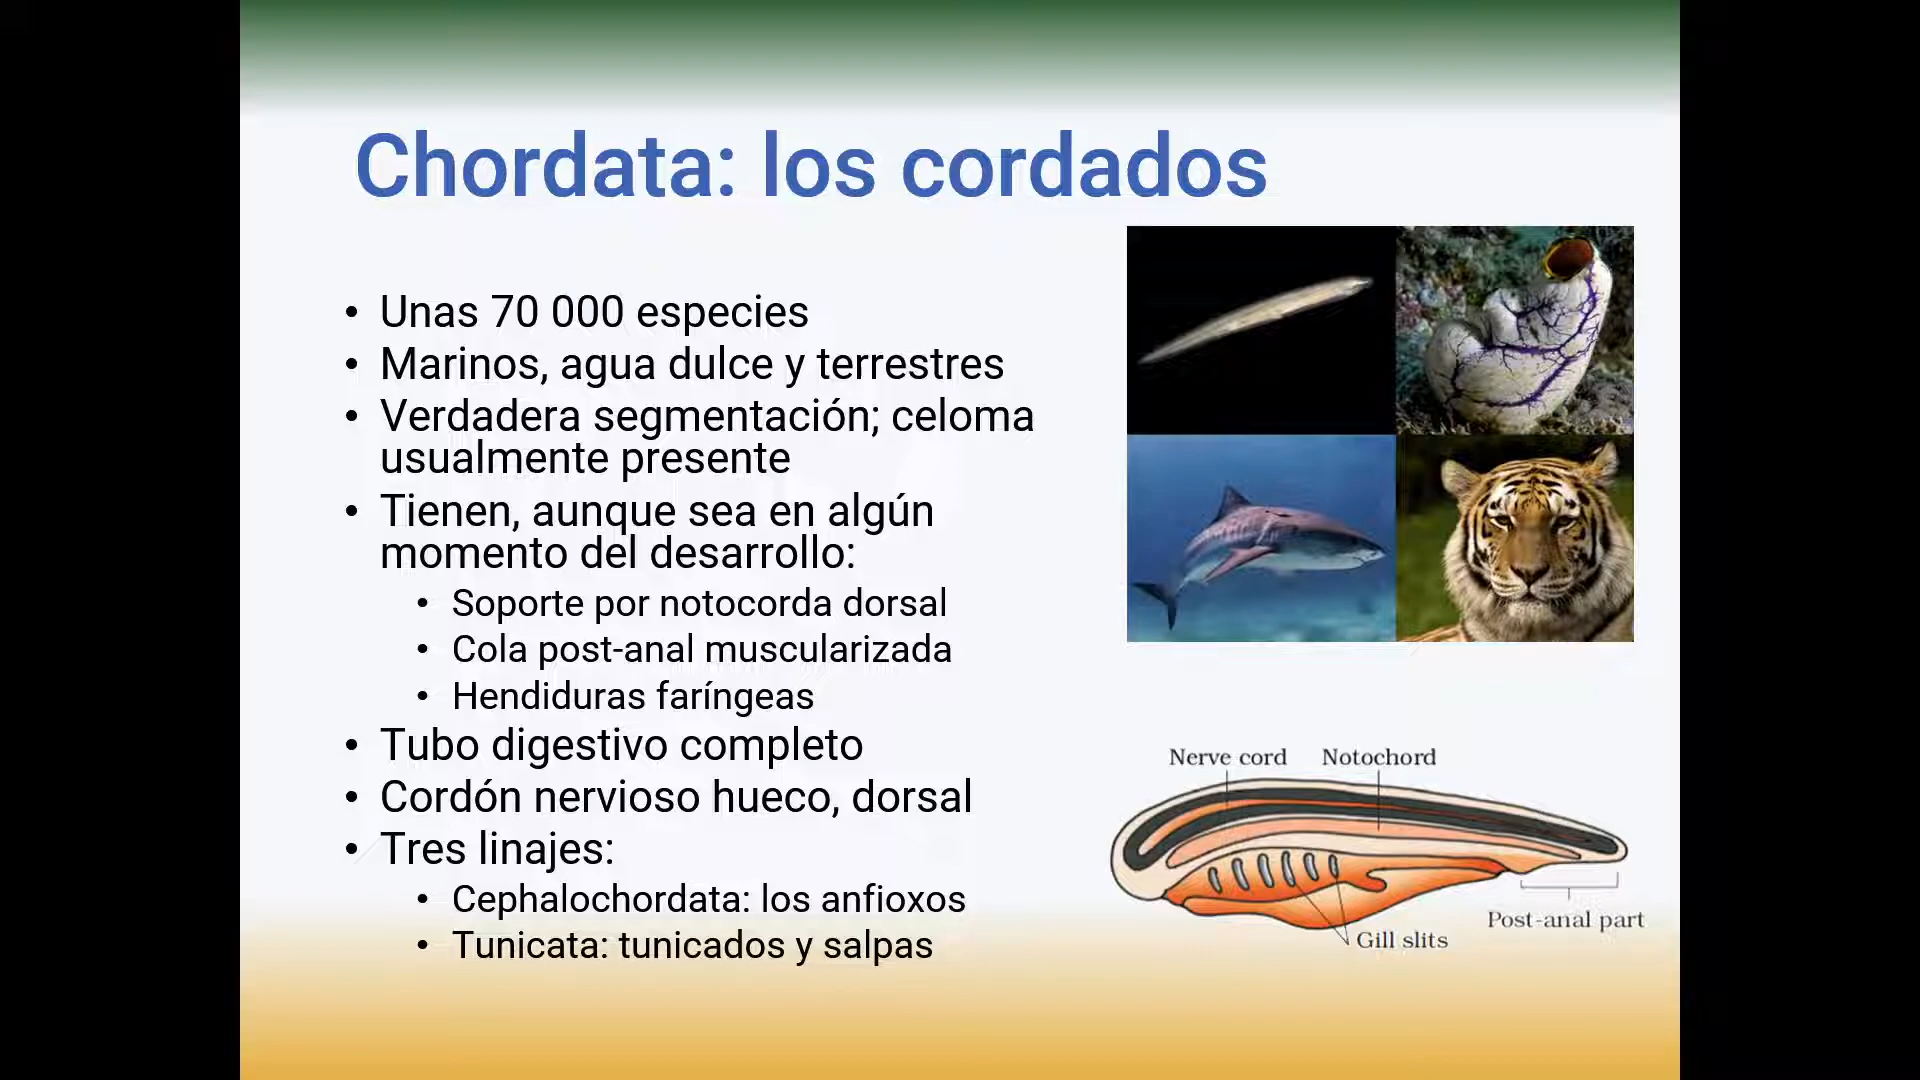 Chordata: los cordados
• Unas 70 000 especies
• Marinos, agua dulce y terrestres
• Verdadera segmentación; celoma
usualmente presente
• Tienen, aunque sea en algún
momento del desarrollo:
• Soporte por notocorda dorsal
• Cola post-anal muscularizada
• Hendiduras faríngeas
• Tubo digestivo completo
• Cordón nervioso hueco, dorsal
• Tres linajes:
• Cephalochordata: los anfioxos
• Tunicata: tunicados y salpas
Nerve cord
Notochord
Post-anal part
Gill slits